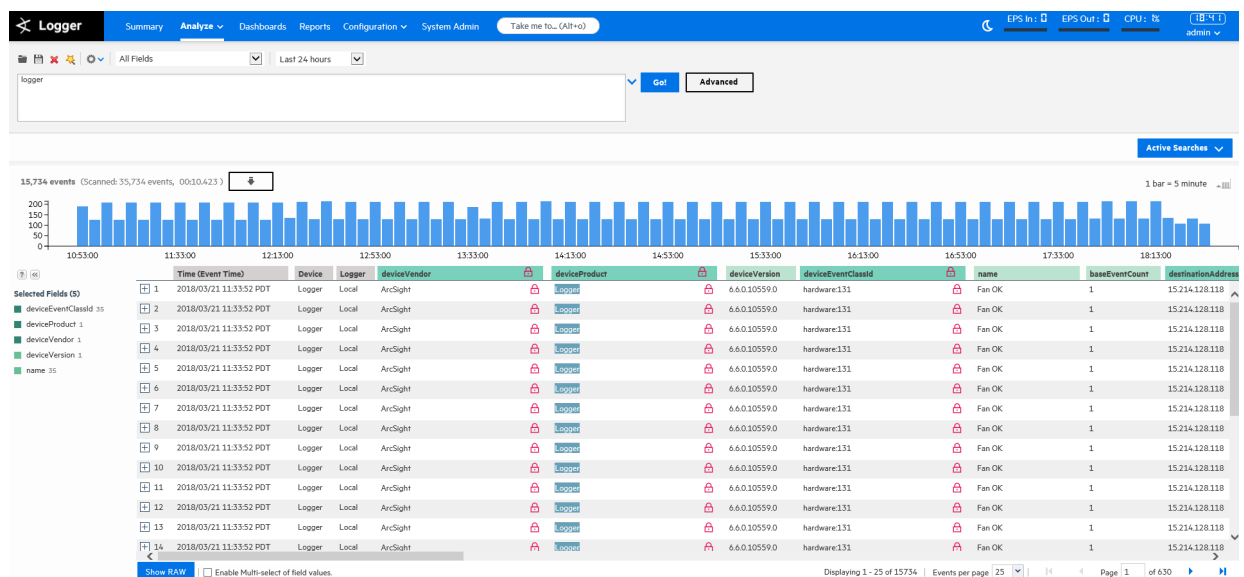 Logger Summary Analyze Dashboards Reports Configuration System Admin Take me to... (Alt+o) EPS In : EPS Out : CPU : % 18:41
admin
All Fields Last 24 hours
logger
Go! Advanced
Active Searches
15,734 events (Scanned: 35,734 events, 00:10.423 ) 1 bar = 5 minute
200
150
100
50
0
10:53:00 11:33:00 12:13:00 12:53:00 13:33:00 14:13:00 14:53:00 15:33:00 16:13:00 16:53:00 17:33:00 18:13:00
? « Time (Event Time) Device Logger deviceVendor deviceProduct deviceVersion deviceEventClassId name baseEventCount destinationAddress
Selected Fields (5)
deviceEventClassId 35
deviceProduct 1
deviceVendor 1
deviceVersion 1
name 35
1 2018/03/21 11:33:52 PDT Logger Local ArcSight Logger 6.6.0.10559.0 hardware:131 Fan OK 1 15.214.128.118
2 2018/03/21 11:33:52 PDT Logger Local ArcSight Logger 6.6.0.10559.0 hardware:131 Fan OK 1 15.214.128.118
3 2018/03/21 11:33:52 PDT Logger Local ArcSight Logger 6.6.0.10559.0 hardware:131 Fan OK 1 15.214.128.118
4 2018/03/21 11:33:52 PDT Logger Local ArcSight Logger 6.6.0.10559.0 hardware:131 Fan OK 1 15.214.128.118
5 2018/03/21 11:33:52 PDT Logger Local ArcSight Logger 6.6.0.10559.0 hardware:131 Fan OK 1 15.214.128.118
6 2018/03/21 11:33:52 PDT Logger Local ArcSight Logger 6.6.0.10559.0 hardware:131 Fan OK 1 15.214.128.118
7 2018/03/21 11:33:52 PDT Logger Local ArcSight Logger 6.6.0.10559.0 hardware:131 Fan OK 1 15.214.128.118
8 2018/03/21 11:33:52 PDT Logger Local ArcSight Logger 6.6.0.10559.0 hardware:131 Fan OK 1 15.214.128.118
9 2018/03/21 11:33:52 PDT Logger Local ArcSight Logger 6.6.0.10559.0 hardware:131 Fan OK 1 15.214.128.118
10 2018/03/21 11:33:52 PDT Logger Local ArcSight Logger 6.6.0.10559.0 hardware:131 Fan OK 1 15.214.128.118
11 2018/03/21 11:33:52 PDT Logger Local ArcSight Logger 6.6.0.10559.0 hardware:131 Fan OK 1 15.214.128.118
12 2018/03/21 11:33:52 PDT Logger Local ArcSight Logger 6.6.0.10559.0 hardware:131 Fan OK 1 15.214.128.118
13 2018/03/21 11:33:52 PDT Logger Local ArcSight Logger 6.6.0.10559.0 hardware:131 Fan OK 1 15.214.128.118
14 2018/03/21 11:33:52 PDT Logger Local ArcSight Logger 6.6.0.10559.0 hardware:131 Fan OK 1 15.214.128.118
Show RAW Enable Multi-select of field values. Displaying 1 - 25 of 15734 Events per page 25 Page 1 of 630